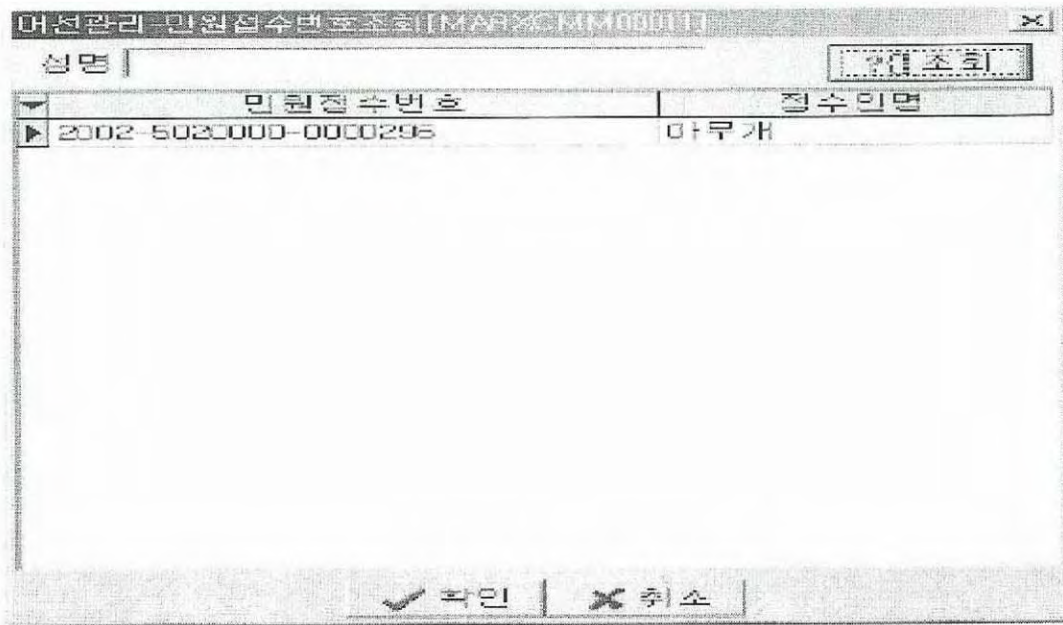 어선관리-민원접수번호조회[MARXCMM00011]
성명 조회
민원접수번호 접수인명
2002-5020000-0000296 아무개
확인 취소